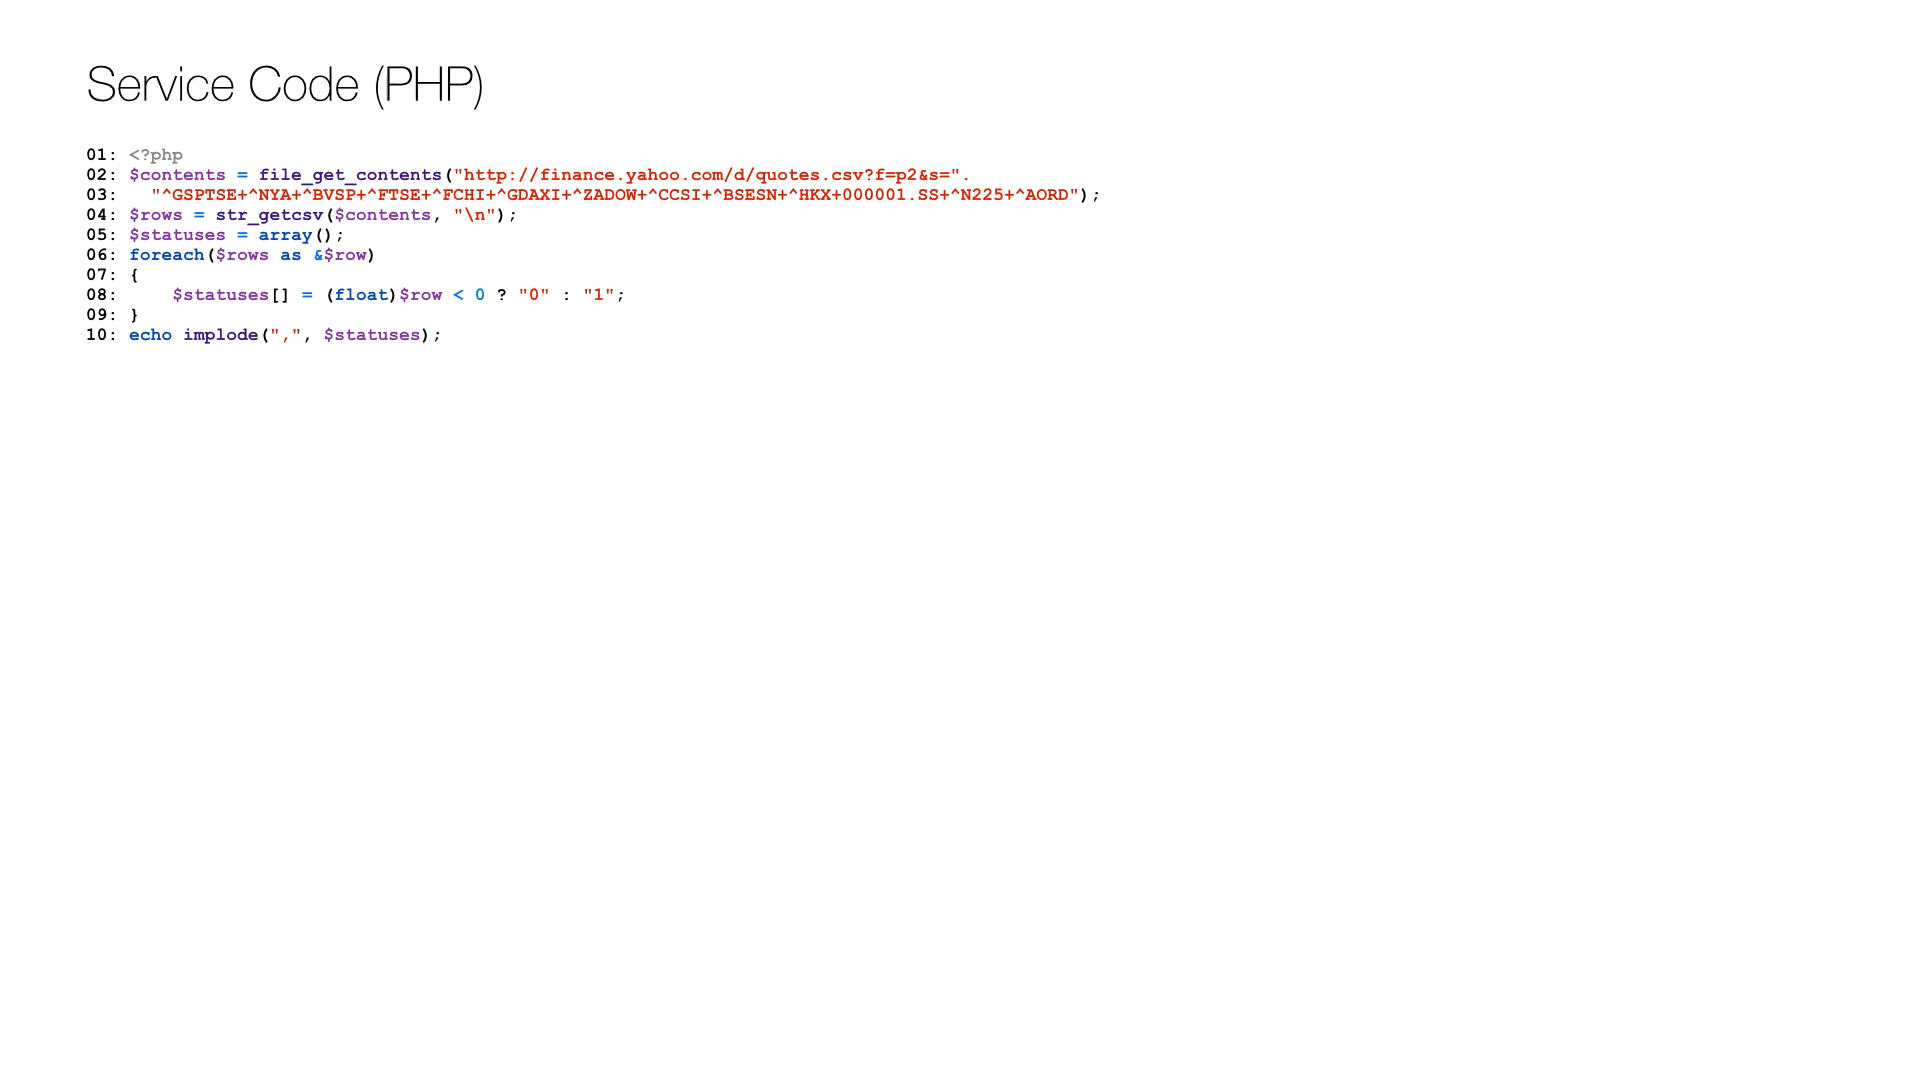 Service Code (PHP)
01: <?php
02: $contents = file_get_contents("http://finance.yahoo.com/d/quotes.csv?f=p2&s=".
03:   "^GSPTSE+^NYA+^BVSP+^FTSE+^FCHI+^GDAXI+^ZADOW+^CCSI+^BSESN+^HKX+000001.SS+^N225+^AORD");
04: $rows = str_getcsv($contents, "\n");
05: $statuses = array();
06: foreach($rows as &$row)
07: {
08:     $statuses[] = (float)$row < 0 ? "0" : "1";
09: }
10: echo implode(",", $statuses);